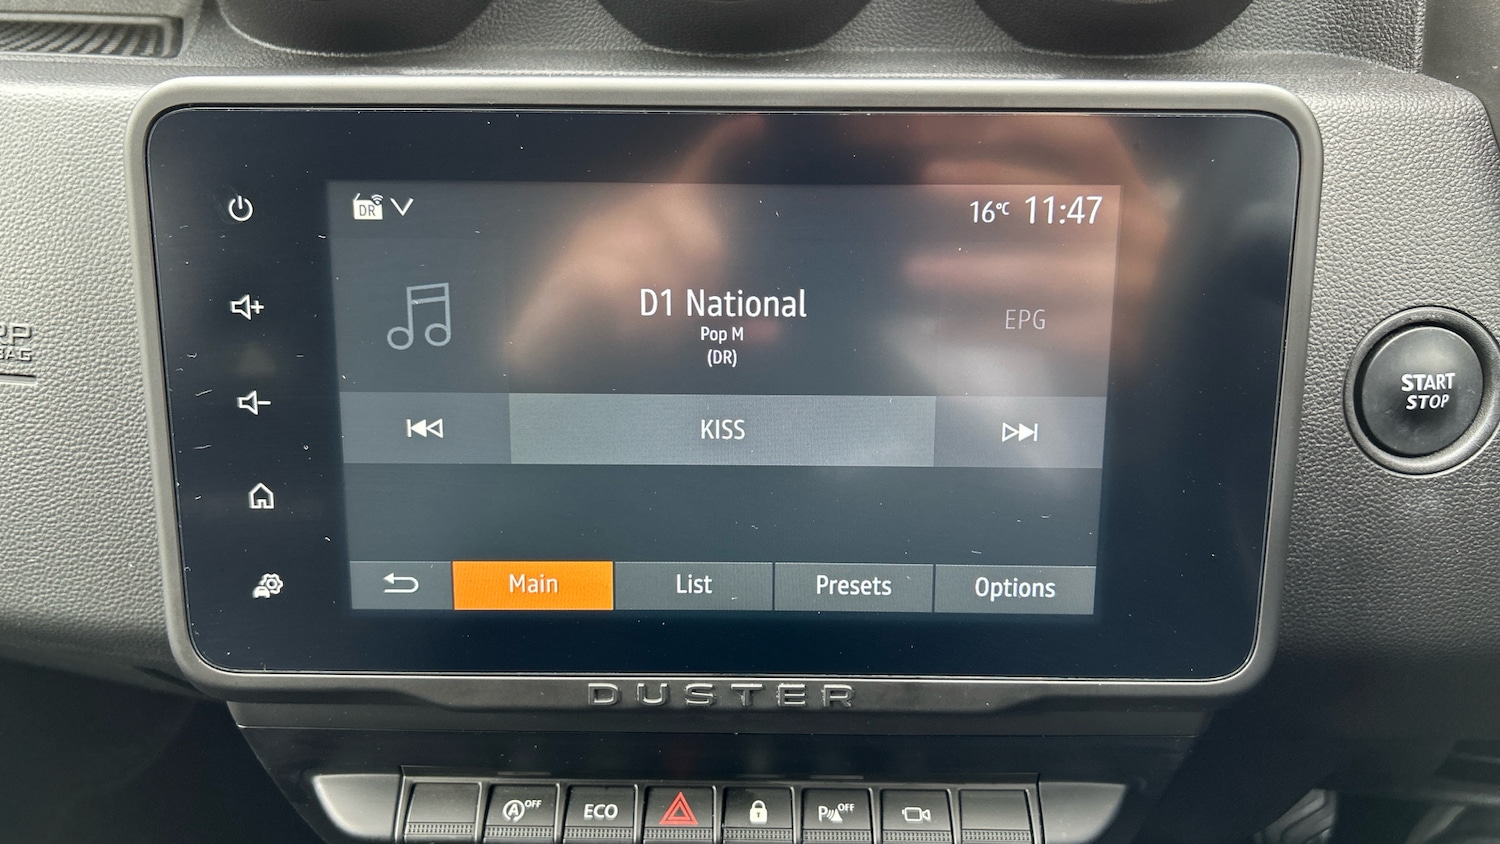 DR
16°C 11:47
D1 National
Pop M
(DR)
EPG
KISS
Main
List
Presets
Options
START
STOP
DUSTER
A OFF
ECO
P OFF